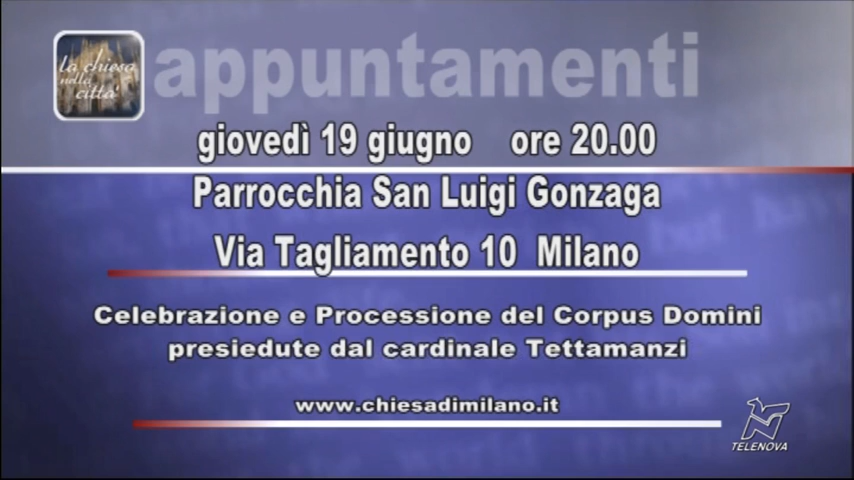 la chiesa
nella
città
appuntamenti
giovedì 19 giugno ore 20.00
Parrocchia San Luigi Gonzaga
Via Tagliamento 10 Milano
Celebrazione e Processione del Corpus Domini
presiedute dal cardinale Tettamanzi
www.chiesadimilano.it
TELENOVA